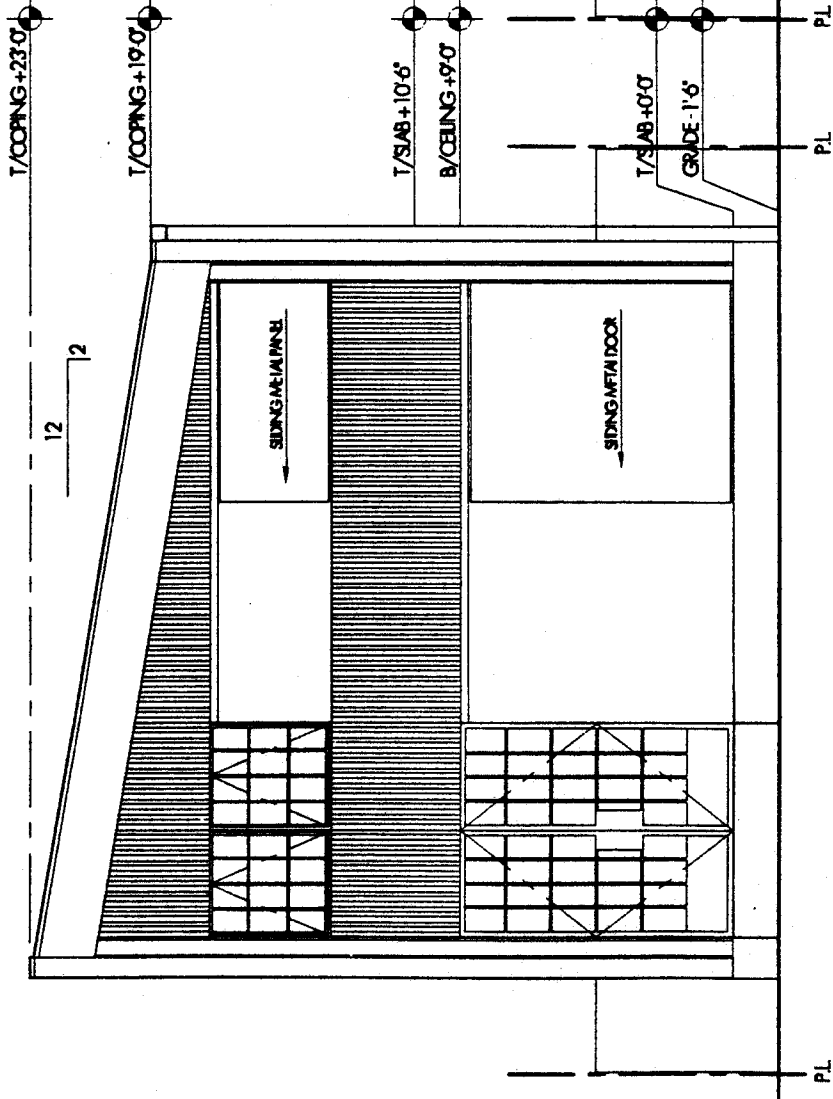 T/COPING +23'-0"
T/COPING +19'-0"
T/SLAB +10'-6"
B/CEILING +9'-0"
T/SLAB +0'-0"
GRADE -1'-6"
P.L.
P.L.
P.L.
12
2
SLIDING METAL PANEL
SLIDING METAL DOOR